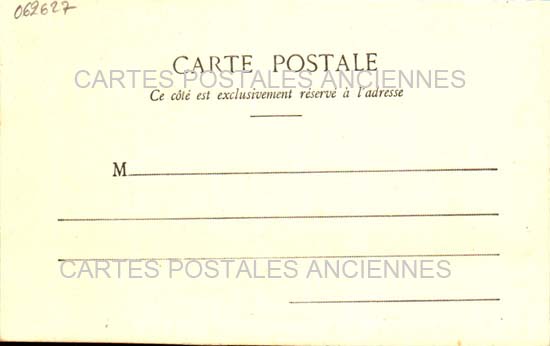 062627
CARTE POSTALE
CARTES POSTALES ANCIENNES
Ce côté est exclusivement réservé à l'adresse
M
CARTES POSTALES ANCIENNES